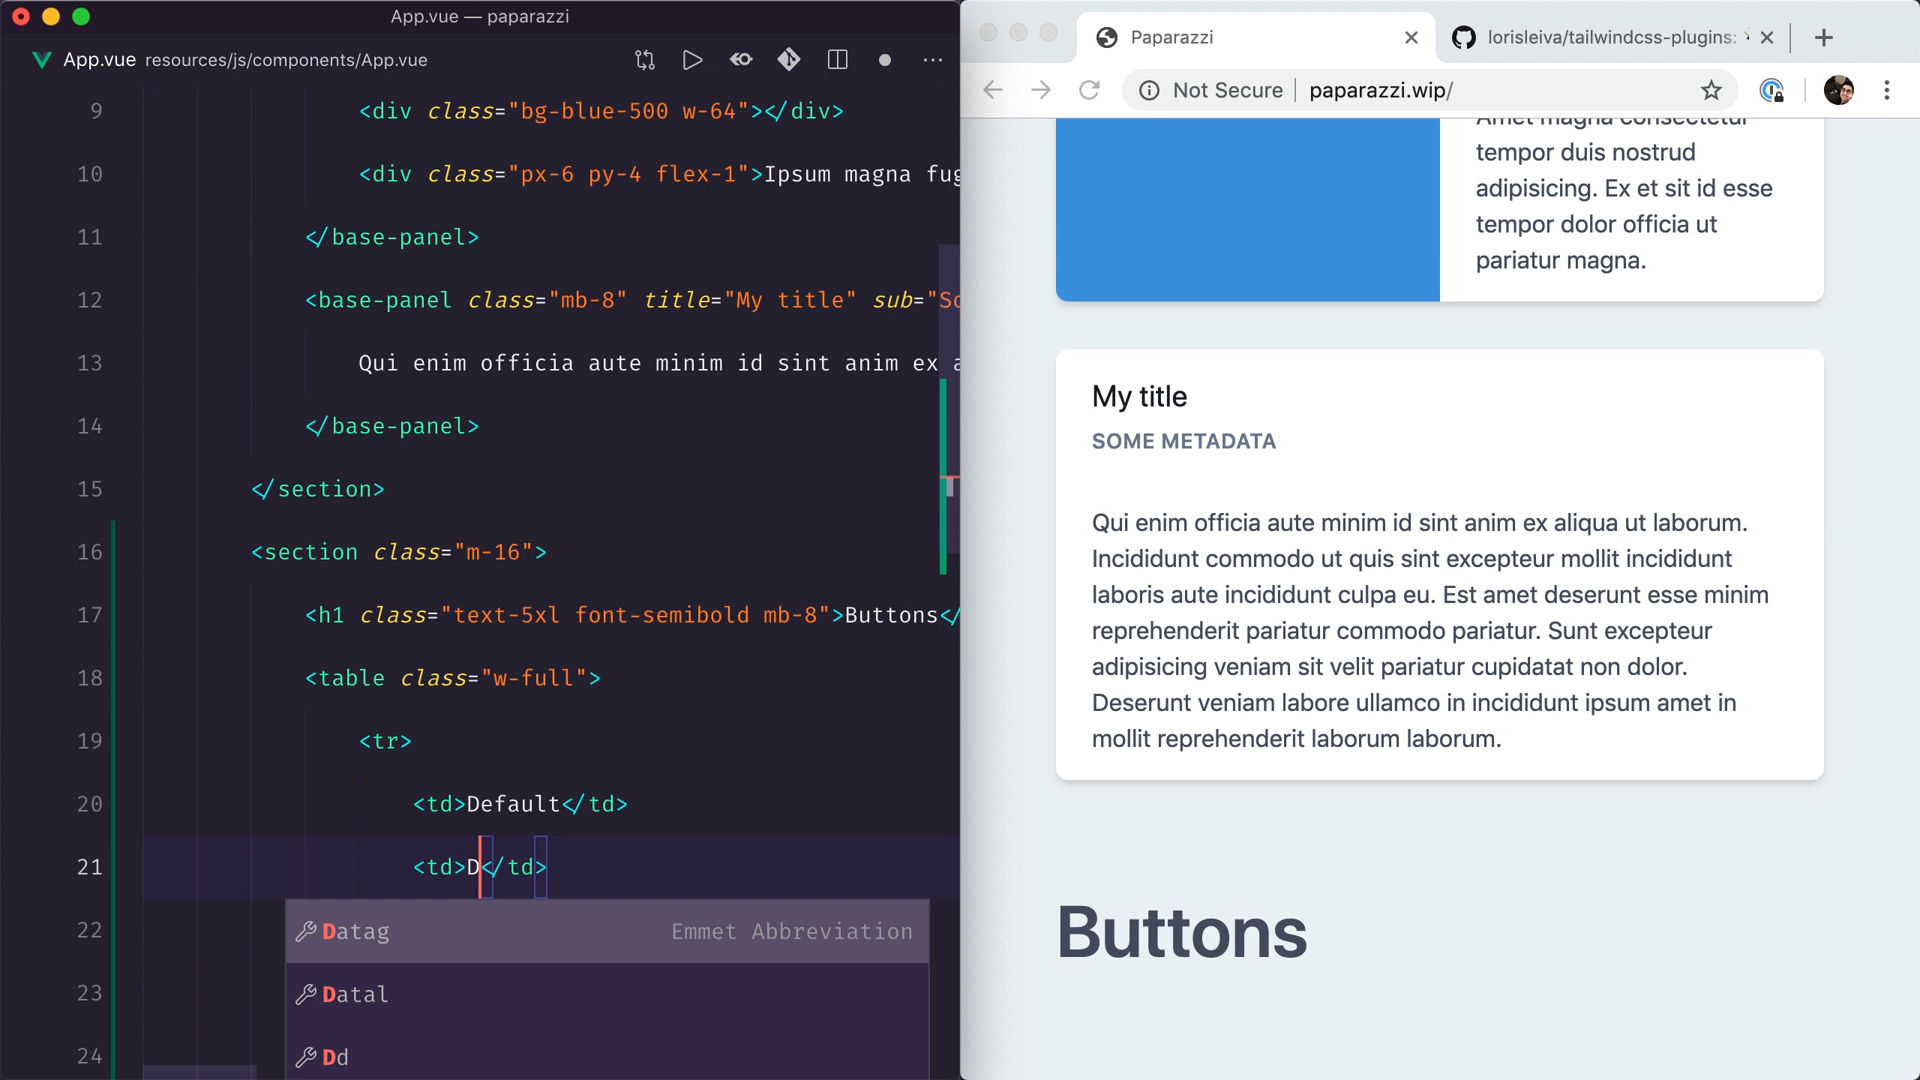 App.vue — paparazzi
App.vue resources/js/components/App.vue
9 <div class="bg-blue-500 w-64"></div>
10 <div class="px-6 py-4 flex-1">Ipsum magna fug
11 </base-panel>
12 <base-panel class="mb-8" title="My title" sub="So
13 Qui enim officia aute minim id sint anim ex a
14 </base-panel>
15 </section>
16 <section class="m-16">
17 <h1 class="text-5xl font-semibold mb-8">Buttons</
18 <table class="w-full">
19 <tr>
20 <td>Default</td>
21 <td>D</td>
22
23
24
Datag Emmet Abbreviation
Datal
Dd
Paparazzi
lorisleiva/tailwindcss-plugins:
Not Secure paparazzi.wip/
Amet magna consectetur
tempor duis nostrud
adipisicing. Ex et sit id esse
tempor dolor officia ut
pariatur magna.
My title
SOME METADATA
Qui enim officia aute minim id sint anim ex aliqua ut laborum.
Incididunt commodo ut quis sint excepteur mollit incididunt
laboris aute incididunt culpa eu. Est amet deserunt esse minim
reprehenderit pariatur commodo pariatur. Sunt excepteur
adipisicing veniam sit velit pariatur cupidatat non dolor.
Deserunt veniam labore ullamco in incididunt ipsum amet in
mollit reprehenderit laborum laborum.
Buttons